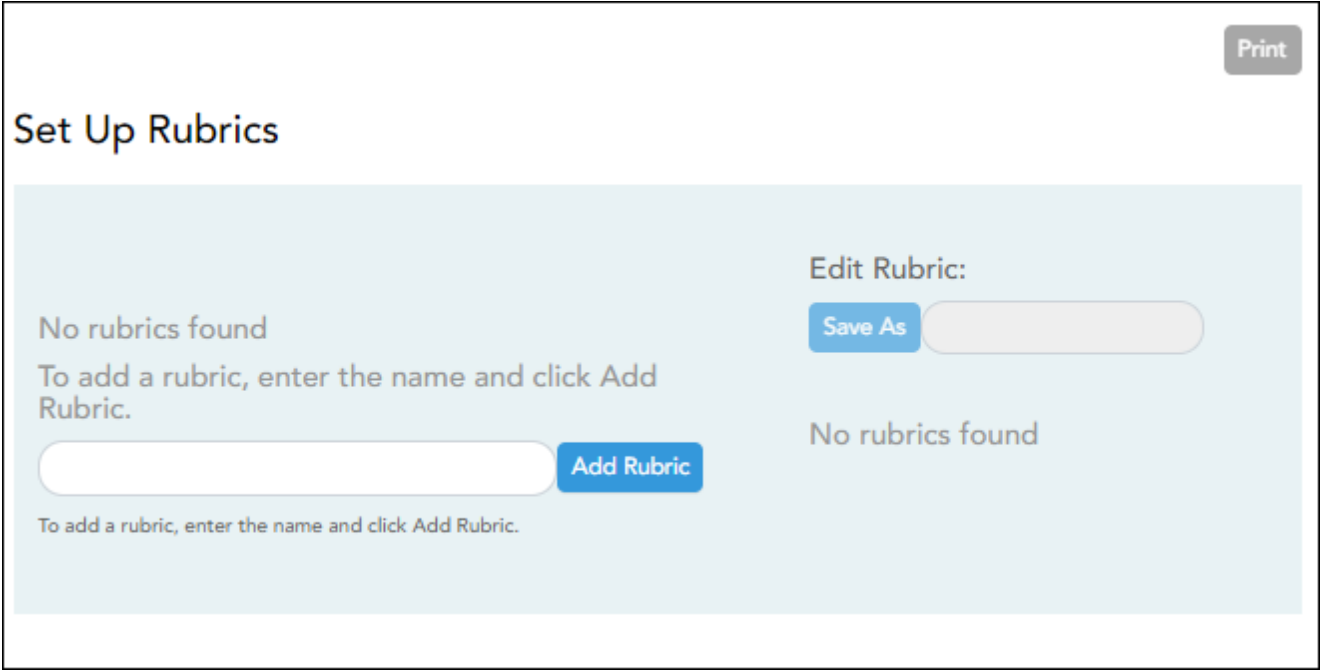 Print
Set Up Rubrics
No rubrics found
To add a rubric, enter the name and click Add
Rubric.
Add Rubric
To add a rubric, enter the name and click Add Rubric.
Edit Rubric:
Save As
No rubrics found